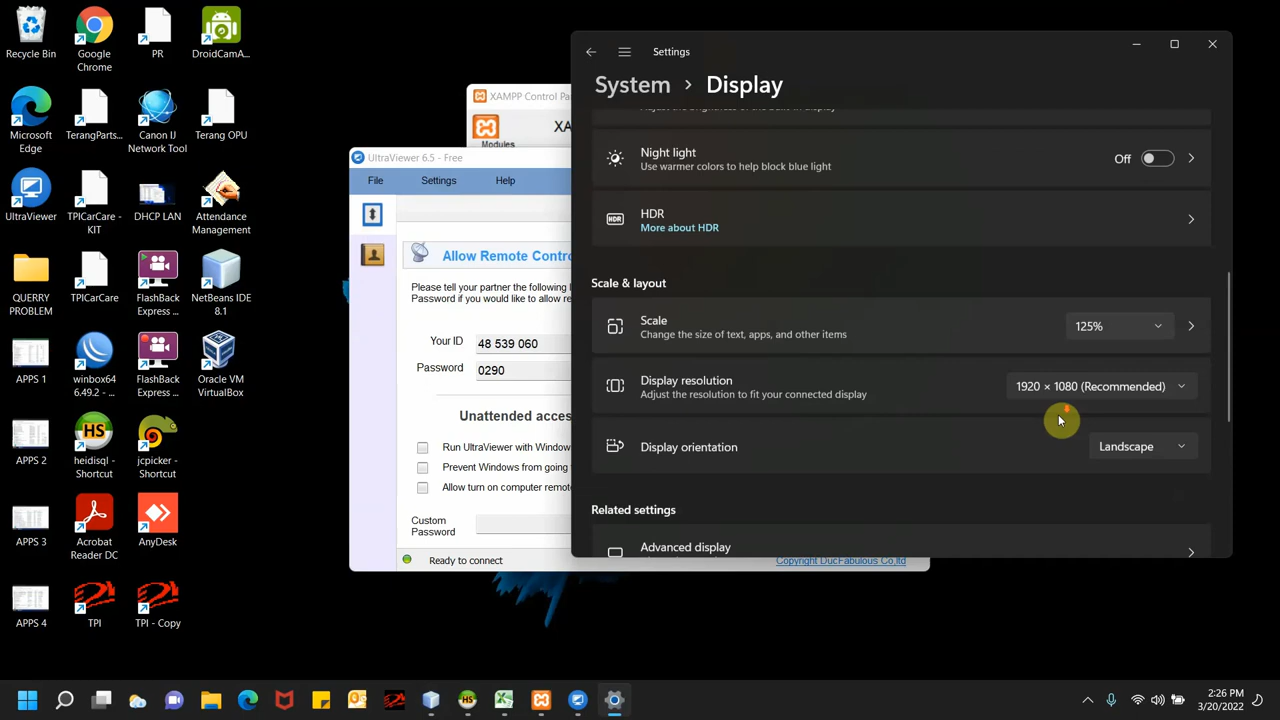 Recycle Bin
Google
Chrome
PR
DroidCamA...
Microsoft
Edge
TerangParts...
Canon IJ
Network Tool
Terang OPU
UltraViewer
TPICarCare -
KIT
DHCP LAN
Attendance
Management
QUERRY
PROBLEM
TPICarCare
FlashBack
Express ...
NetBeans IDE
8.1
APPS 1
winbox64
6.49.2 - ...
FlashBack
Express ...
Oracle VM
VirtualBox
APPS 2
heidisql -
Shortcut
jcpicker -
Shortcut
APPS 3
Acrobat
Reader DC
AnyDesk
APPS 4
TPI
TPI - Copy
XAMPP Control Pa
XA
Modules
UltraViewer 6.5 - Free
File
Settings
Help
Allow Remote Contr
Please tell your partner the following
Password if you would like to allow re
Your ID
48 539 060
Password
0290
Unattended acces
Run UltraViewer with Window
Prevent Windows from going
Allow turn on computer remot
Custom
Password
Ready to connect
Copyright DucFabulous Co,ltd
Settings
System > Display
Night light
Use warmer colors to help block blue light
Off
HDR
HDR
More about HDR
Scale & layout
Scale
Change the size of text, apps, and other items
125%
Display resolution
Adjust the resolution to fit your connected display
1920 × 1080 (Recommended)
Display orientation
Landscape
Related settings
Advanced display
2:26 PM
3/20/2022